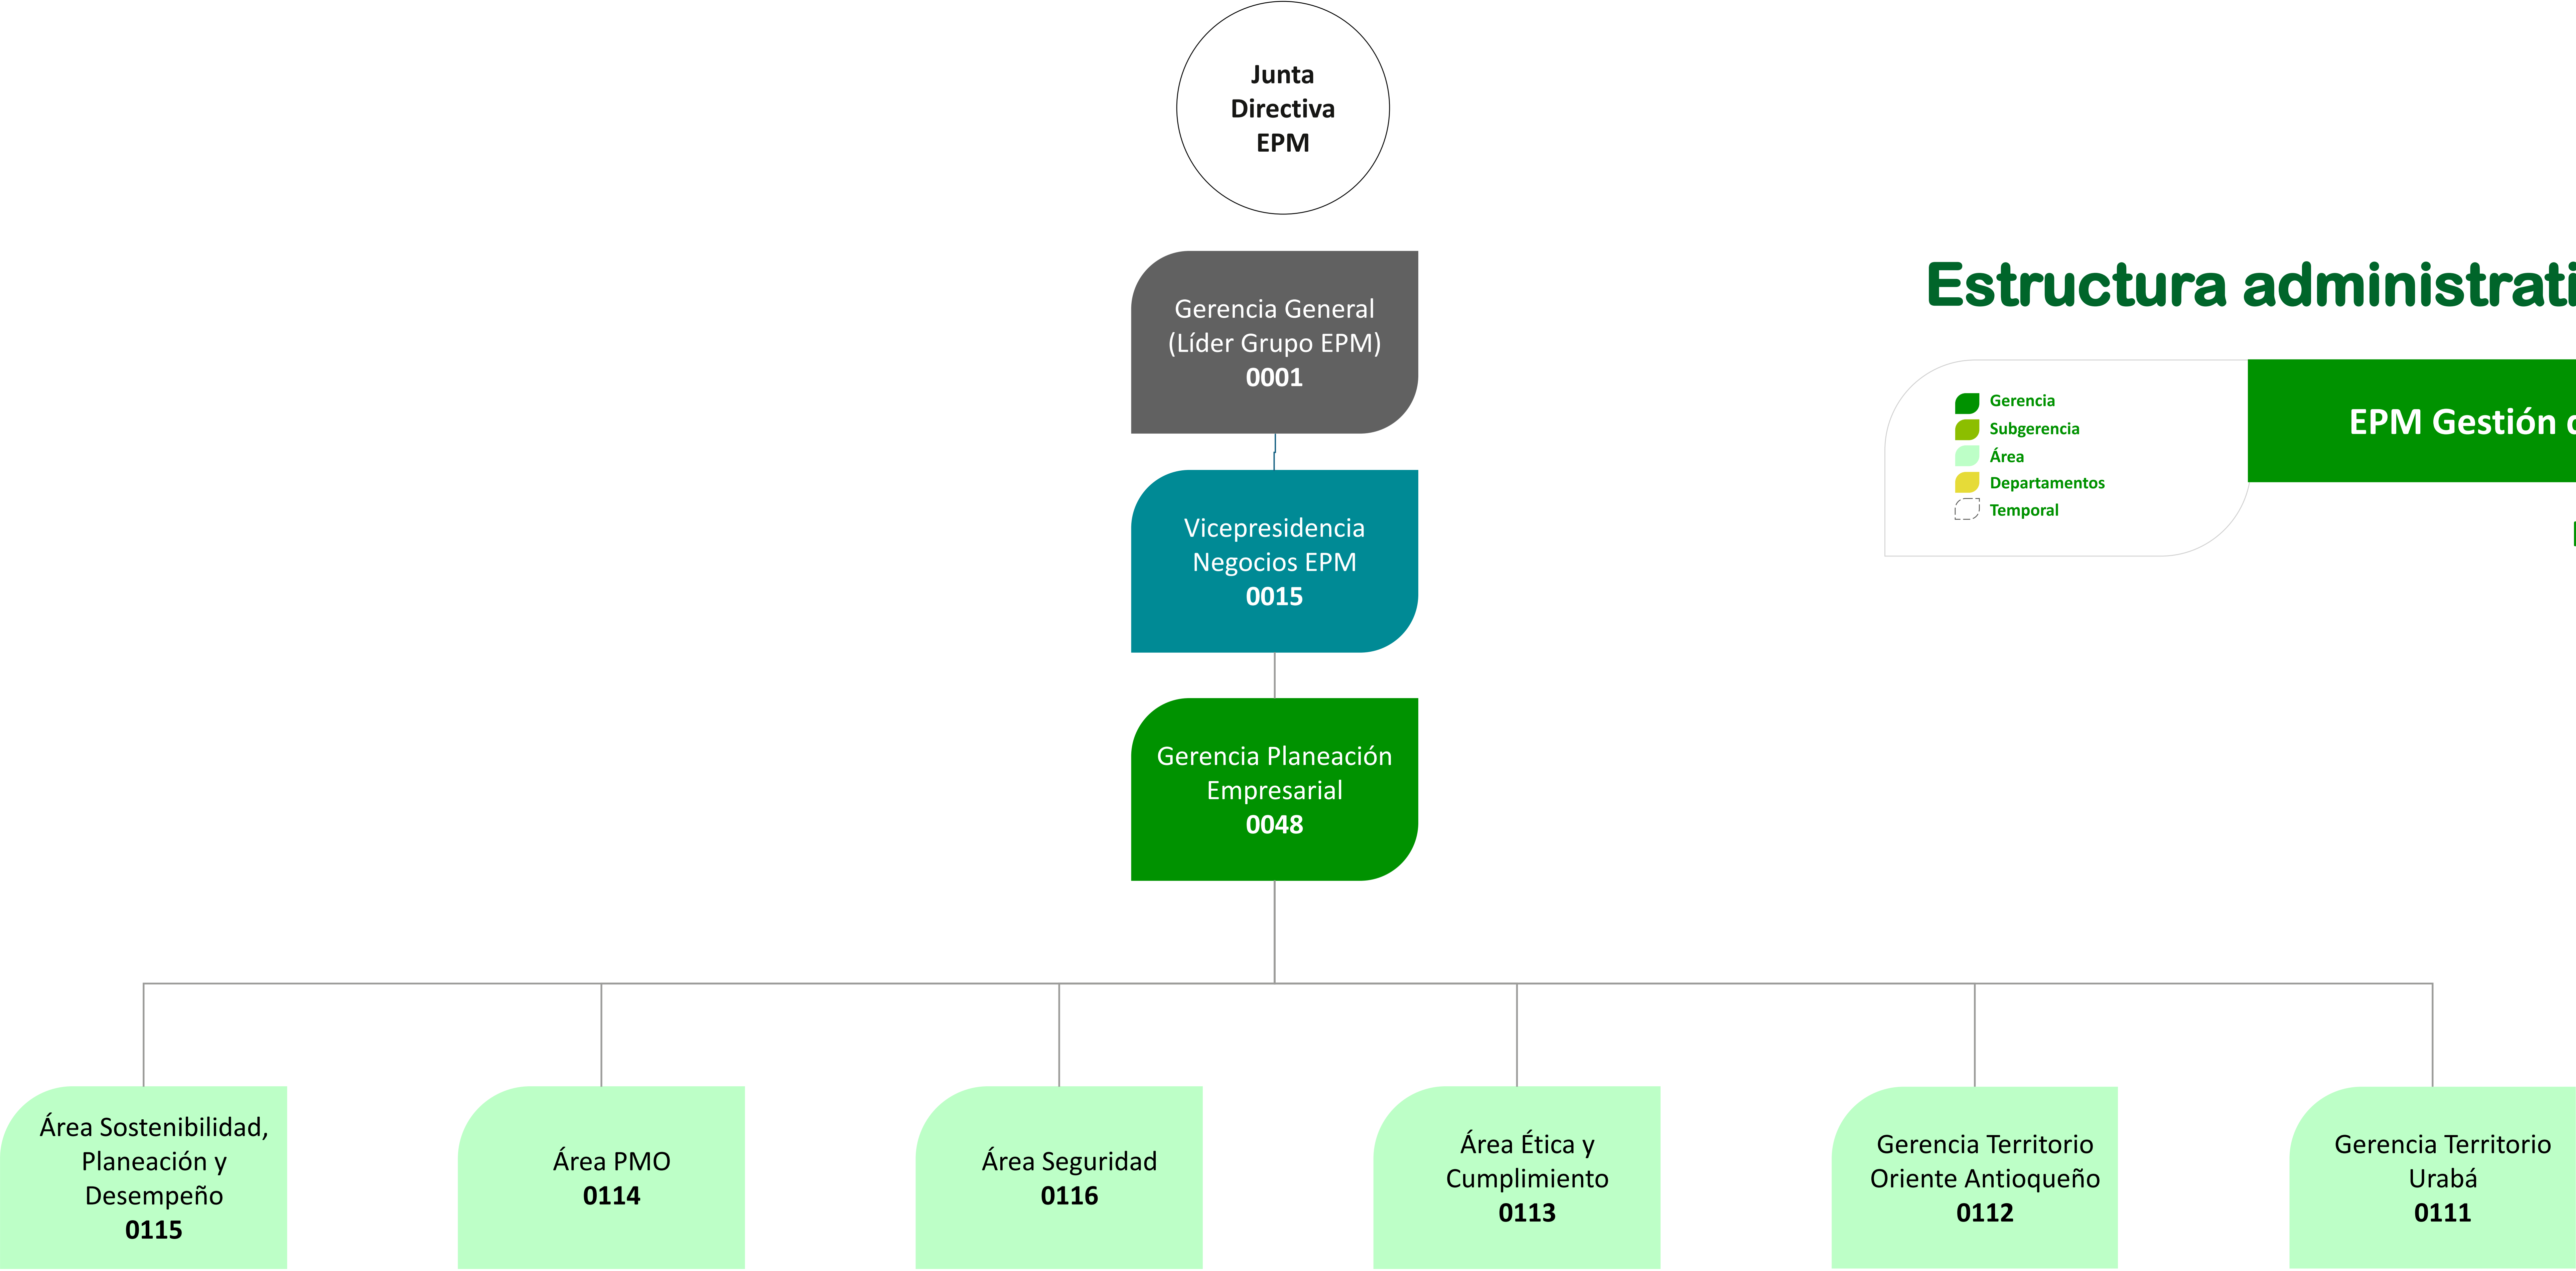 Junta
Directiva
EPM
Gerencia General
(Líder Grupo EPM)
0001
Estructura administrati
Gerencia
Subgerencia
Área
Departamentos
Temporal
EPM Gestión
Vicepresidencia
Negocios EPM
0015
Gerencia Planeación
Empresarial
0048
Área Sostenibilidad,
Planeación y
Desempeño
0115
Área PMO
0114
Área Seguridad
0116
Área Ética y
Cumplimiento
0113
Gerencia Territorio
Oriente Antioqueño
0112
Gerencia Territorio
Urabá
0111